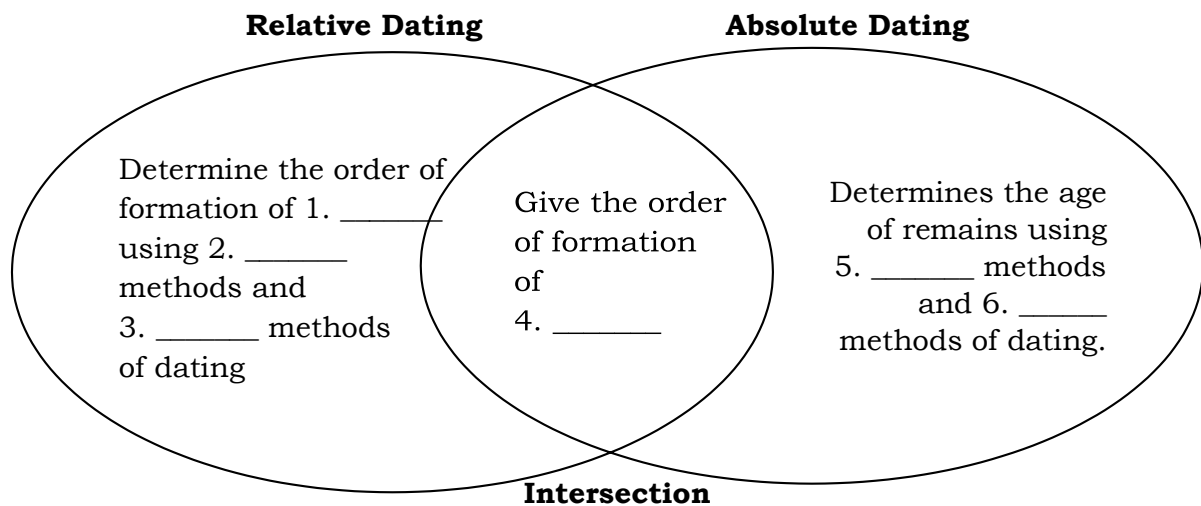 Relative Dating
Absolute Dating
Determine the order of
formation of 1. _______
using 2. _______
methods and
3. _______ methods
of dating
Give the order
of formation
of
4. ________
Determines the age
of remains using
5. _______ methods
and 6. ______
methods of dating.
Intersection